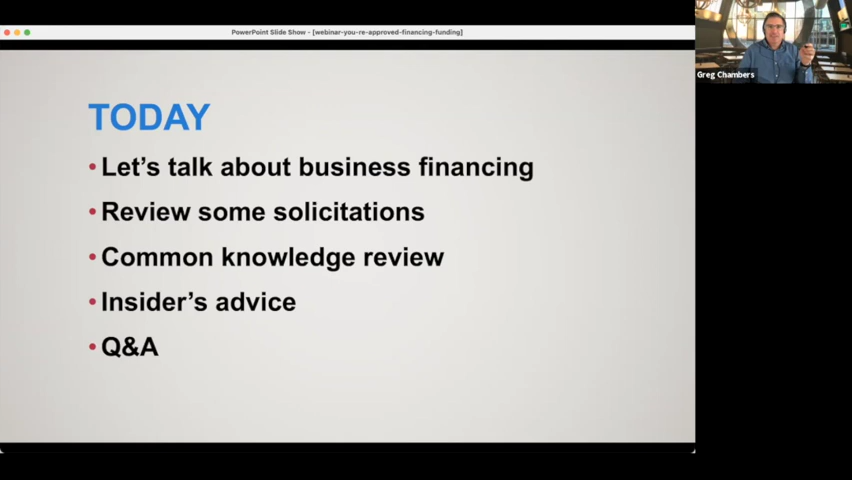 PowerPoint Slide Show - [webinar-you-re-approved-financing-funding]
Greg Chambers
TODAY
• Let's talk about business financing
• Review some solicitations
• Common knowledge review
• Insider's advice
• Q&A